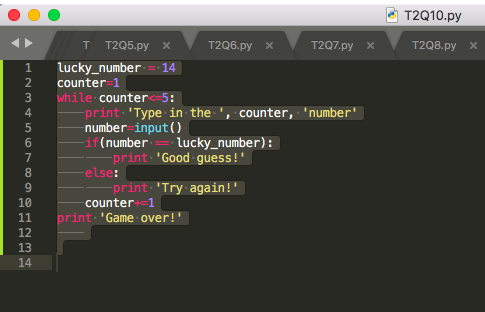 T2Q10.py
T T2Q5.py × T2Q6.py × T2Q7.py × T2Q8.py ×
1 lucky_number = 14
2 counter=1
3 while counter<=5:
4     print 'Type in the ', counter, 'number'
5     number=input()
6     if(number == lucky_number):
7         print 'Good guess!'
8     else:
9         print 'Try again!'
10     counter+=1
11 print 'Game over!'
12
13
14